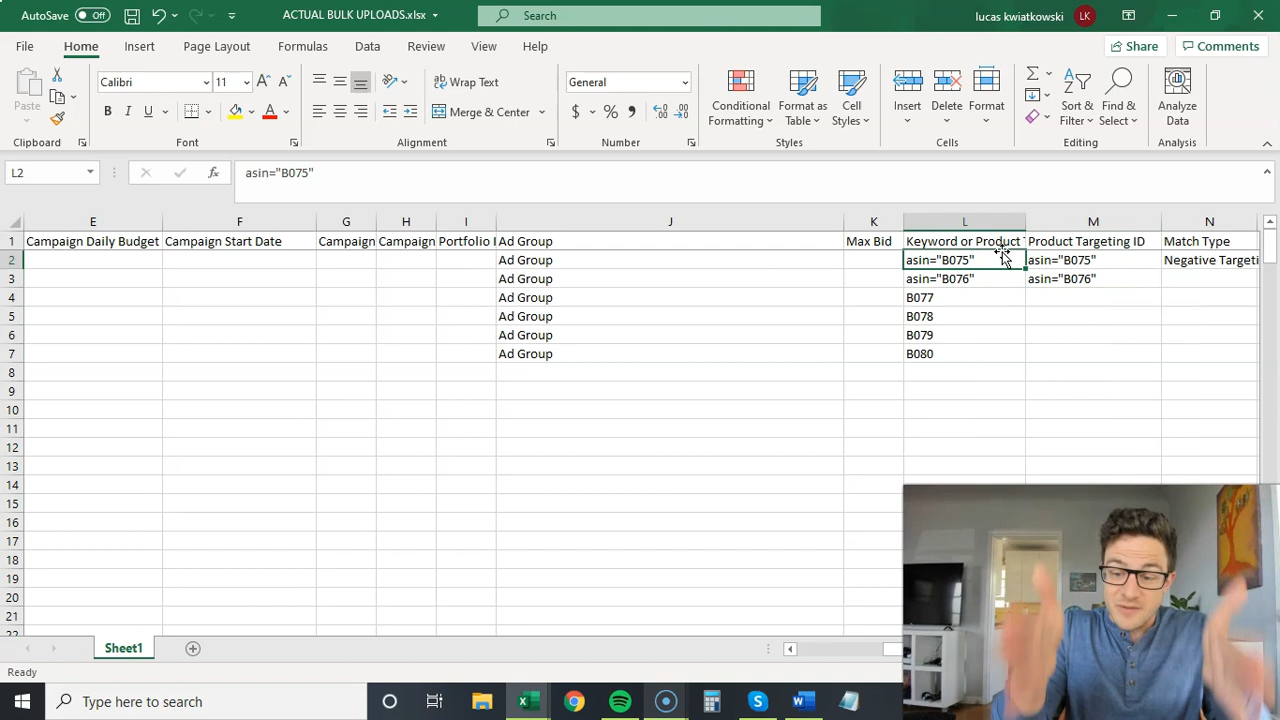 AutoSave Off ACTUAL BULK UPLOADS.xlsx Search lucas kwiatkowski LK
File Home Insert Page Layout Formulas Data Review View Help Share Comments
Paste Calibri 11 Wrap Text General
B I U Merge & Center $ % Conditional Formatting Format as Table Cell Styles Insert Delete Format Sort & Filter Find & Select Analyze Data
Clipboard Font Alignment Number Styles Cells Editing Analysis
L2 fx asin="B075"
E F G H I J K L M N
1 Campaign Daily Budget Campaign Start Date Campaign Campaign Portfolio I Ad Group Max Bid Keyword or Product T Product Targeting ID Match Type
2 Ad Group asin="B075" asin="B075" Negative Targeti
3 Ad Group asin="B076" asin="B076"
4 Ad Group B077
5 Ad Group B078
6 Ad Group B079
7 Ad Group B080
8
9
10
11
12
13
14
15
16
17
18
19
20
21
22
Sheet1
Ready
Type here to search